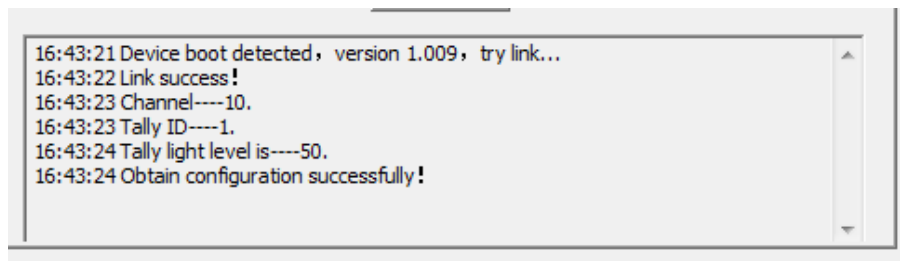 16:43:21 Device boot detected，version 1.009，try link...
16:43:22 Link success！
16:43:23 Channel----10.
16:43:23 Tally ID----1.
16:43:24 Tally light level is----50.
16:43:24 Obtain configuration successfully！